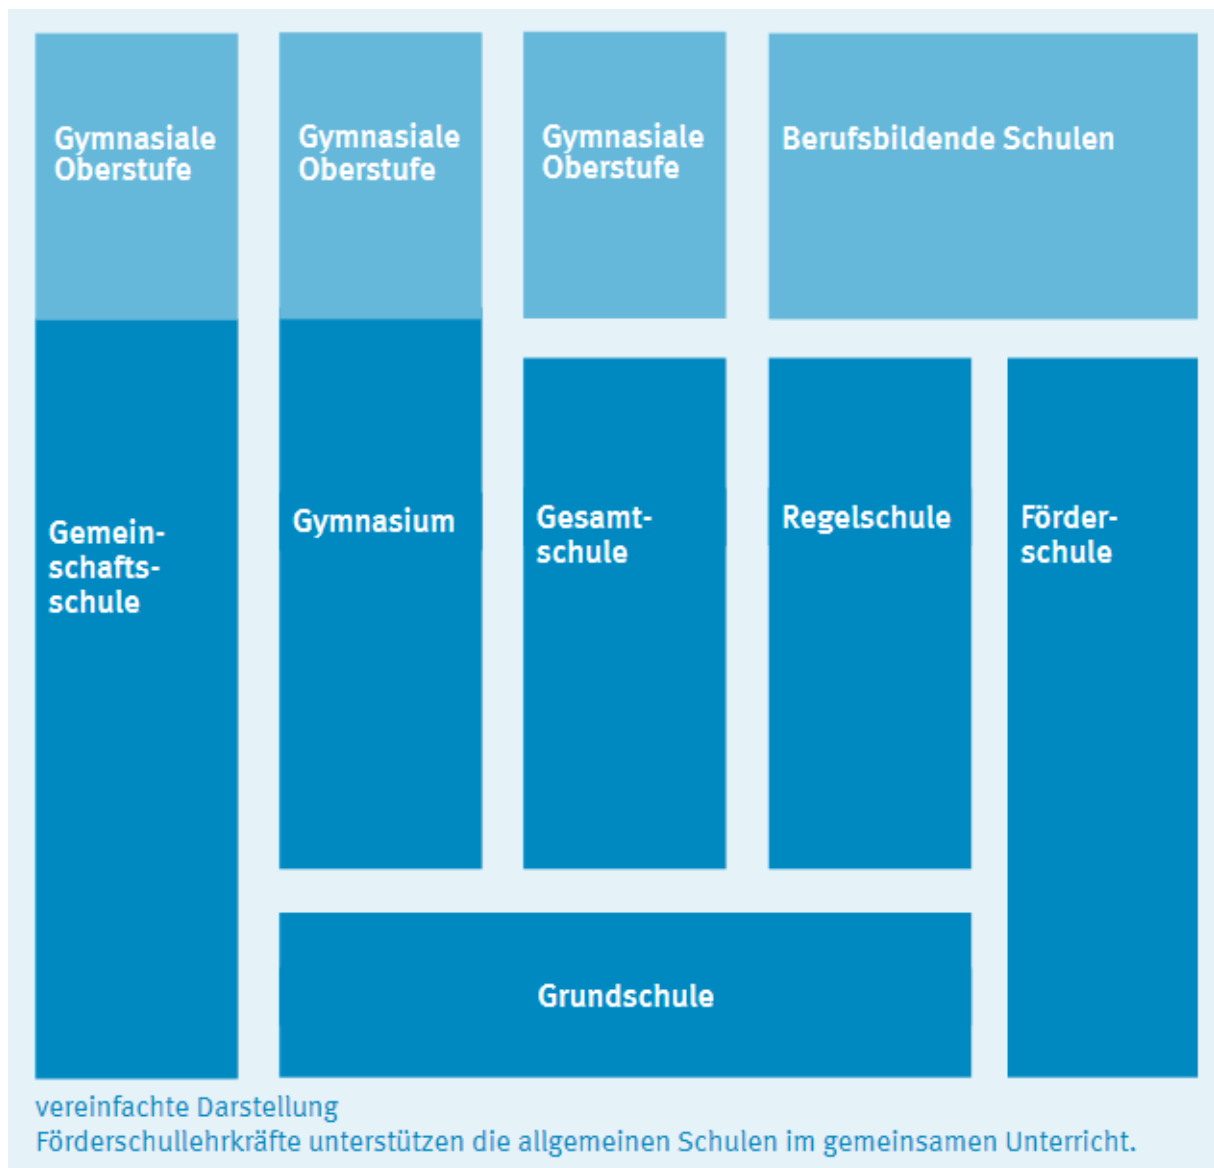 Gymnasiale
Oberstufe
Gymnasiale
Oberstufe
Gymnasiale
Oberstufe
Berufsbildende Schulen
Gemein-
schafts-
schule
Gymnasium
Gesamt-
schule
Regelschule
Förder-
schule
Grundschule
vereinfachte Darstellung
Förderschullehrkräfte unterstützen die allgemeinen Schulen im gemeinsamen Unterricht.